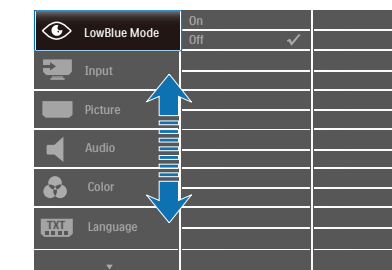 LowBlue Mode
On
Off
Input
Picture
Audio
Color
TXT
Language